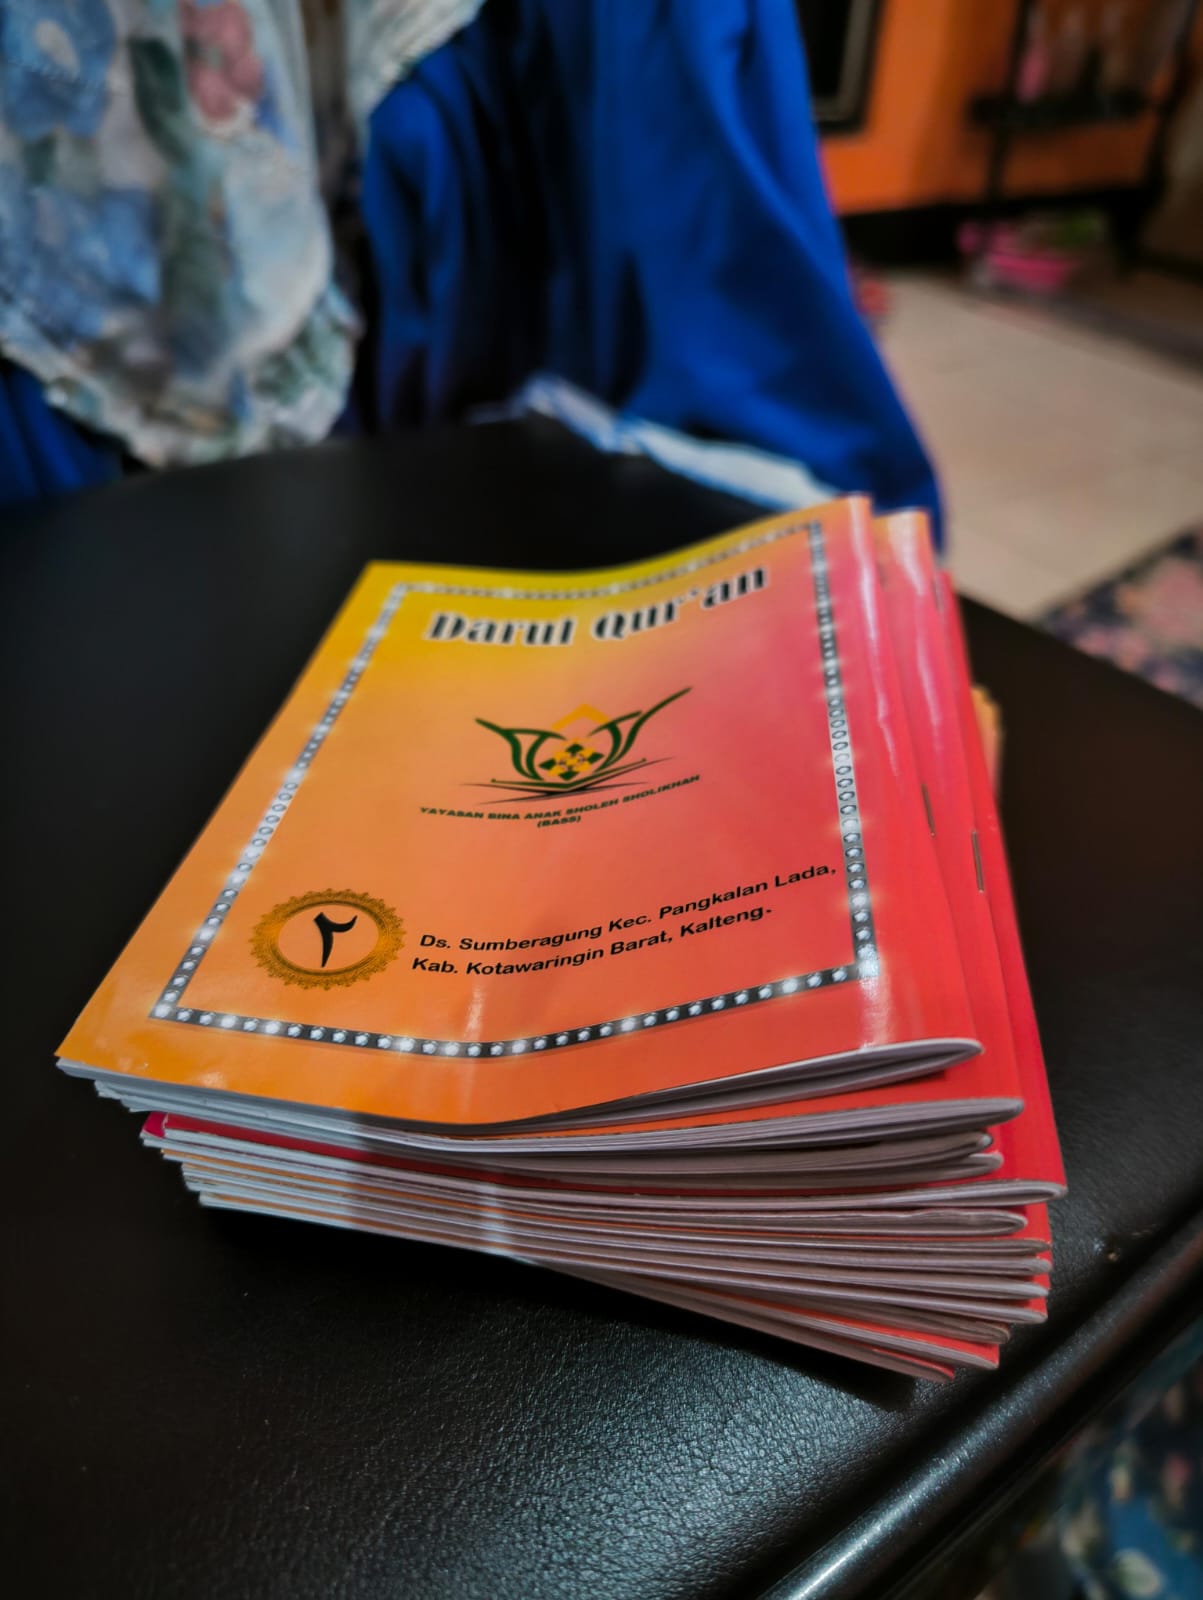 Darul Qur'an
YAYASAN BINA ANAK SHOLEH SHOLIKHAH
(BASS)
٢
Ds. Sumberagung Kec. Pangkalan Lada,
Kab. Kotawaringin Barat, Kalteng.